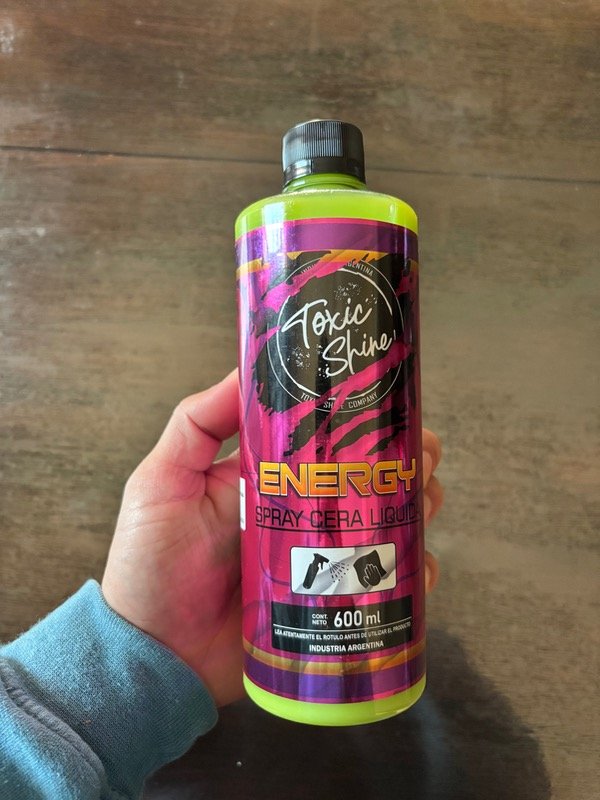 Toxic
Shine
COMPANY
ENERGY
SPRAY CERA LIQUIDA
CONT.
NETO 600 ml
LEA ATENTAMENTE EL ROTULO ANTES DE UTILIZAR EL PRODUCTO
INDUSTRIA ARGENTINA